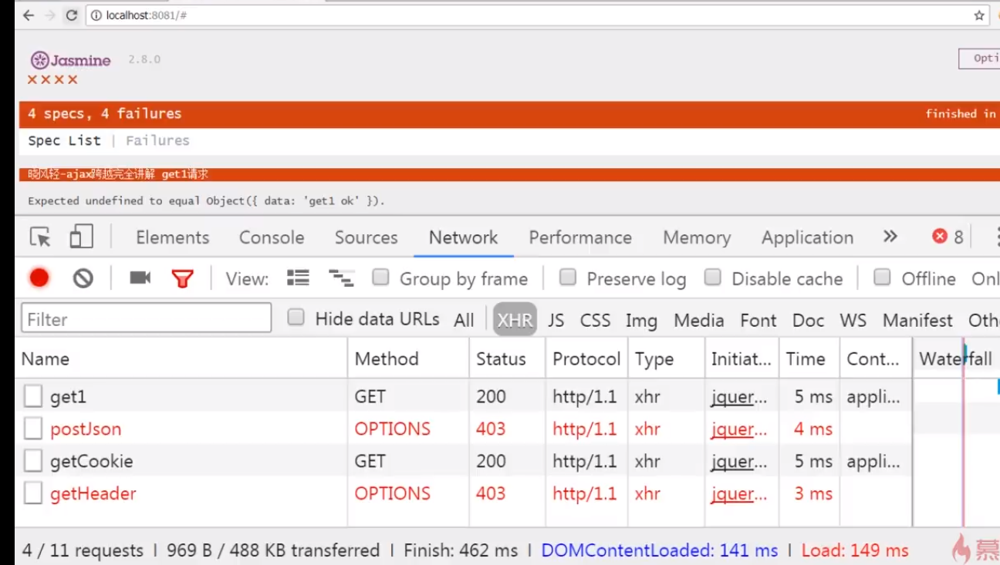 localhost:8081/#
Jasmine 2.8.0
Opti
××××
4 specs, 4 failures finished in
Spec List | Failures
晓风轻-ajax跨越完全讲解 get1请求
Expected undefined to equal Object({ data: 'get1 ok' }).
Elements Console Sources Network Performance Memory Application » 8
View: Group by frame Preserve log Disable cache Offline Onl
Filter Hide data URLs All XHR JS CSS Img Media Font Doc WS Manifest Othe
Name Method Status Protocol Type Initiat... Time Cont... Waterfall
get1 GET 200 http/1.1 xhr jquer... 5 ms appli...
postJson OPTIONS 403 http/1.1 xhr jquer... 4 ms
getCookie GET 200 http/1.1 xhr jquer... 5 ms appli...
getHeader OPTIONS 403 http/1.1 xhr jquer... 3 ms
4 / 11 requests | 969 B / 488 KB transferred | Finish: 462 ms | DOMContentLoaded: 141 ms | Load: 149 ms
慕